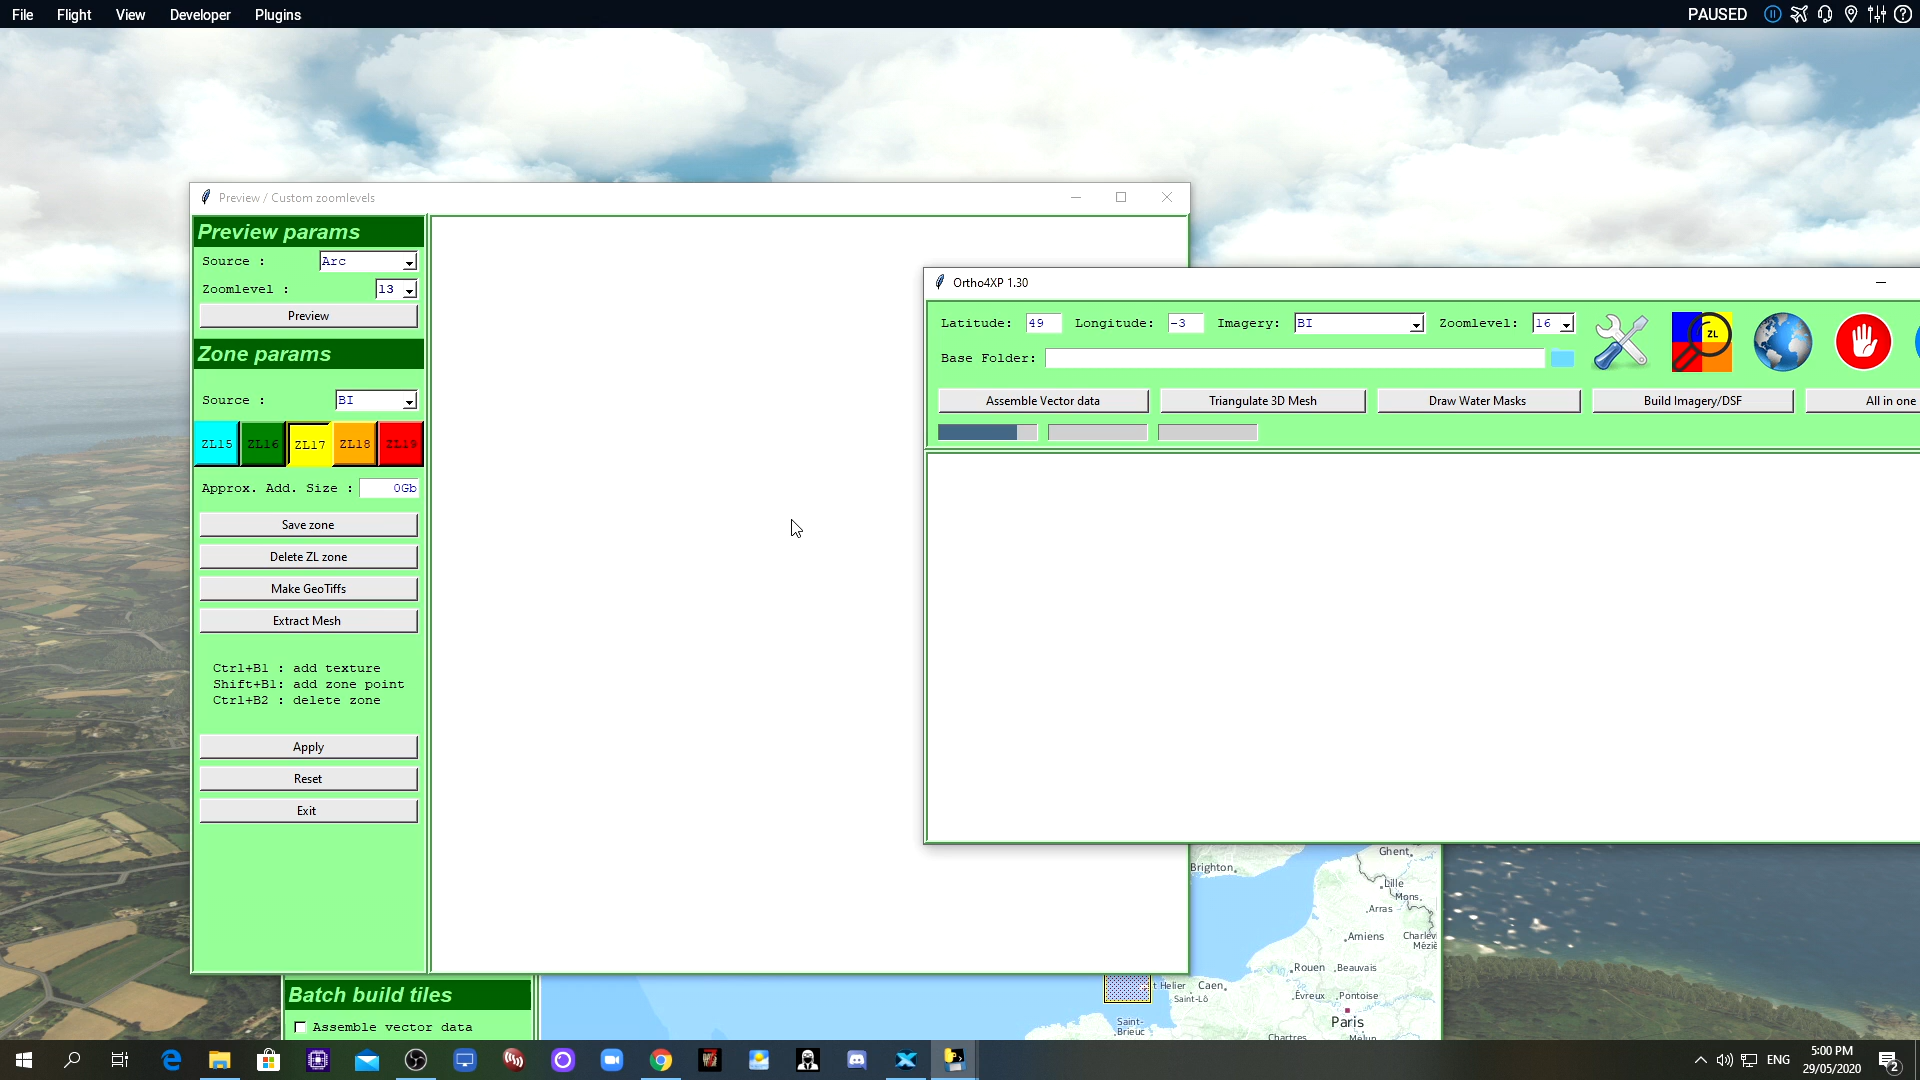 File Flight View Developer Plugins PAUSED
Preview / Custom zoomlevels
Preview params
Source : Arc
Zoomlevel : 13
Preview
Zone params
Source : BI
ZL15 ZL16 ZL17 ZL18 ZL19
Approx. Add. Size : 0Gb
Save zone
Delete ZL zone
Make GeoTiffs
Extract Mesh
Ctrl+B1 : add texture
Shift+B1: add zone point
Ctrl+B2 : delete zone
Apply
Reset
Exit
Ortho4XP 1.30
Latitude: 49 Longitude: -3 Imagery: BI Zoomlevel: 16
ZL
Base Folder:
Assemble Vector data Triangulate 3D Mesh Draw Water Masks Build Imagery/DSF All in one
Batch build tiles
Assemble vector data
Brighton
Ghent
Lille
Mons
Arras
Amiens
Rouen Beauvais
t Helier Caen
Saint-Lô
Évreux Pontoise
Paris
Saint-
Brieuc
Chartres Melun
ENG
5:00 PM
29/05/2020
2